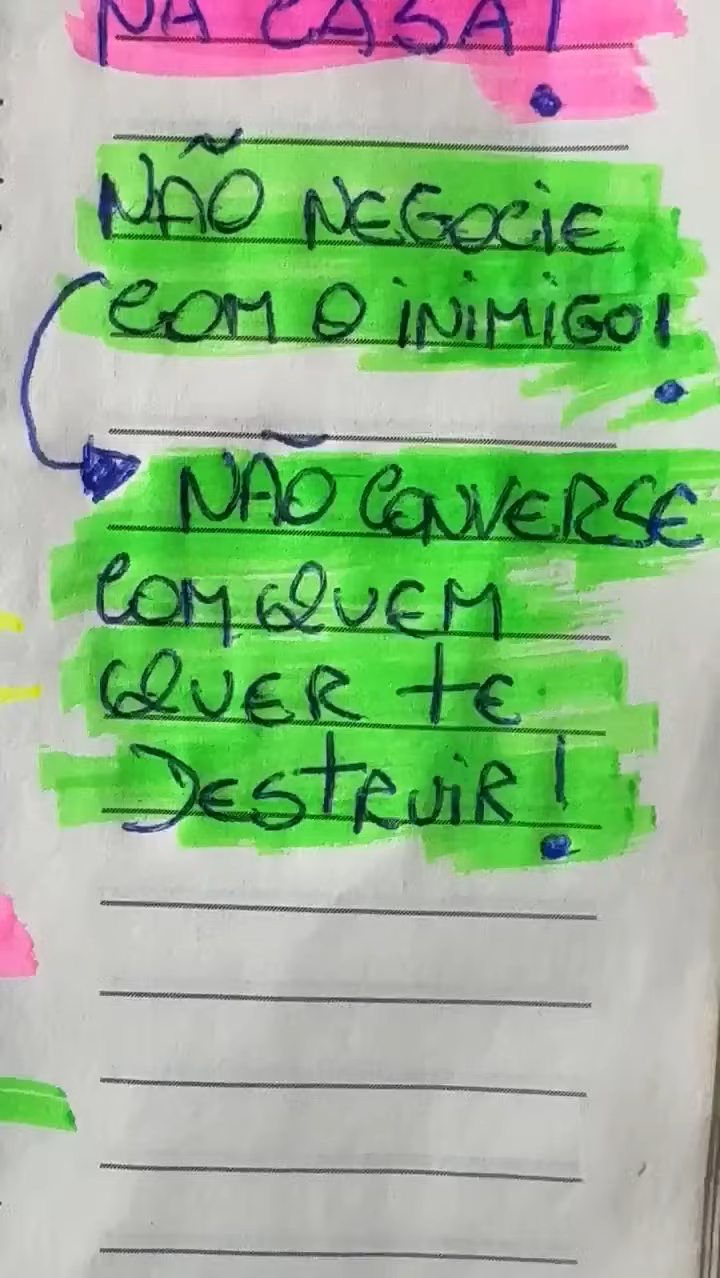 NA CASA!
NÃO NEGOCIE
COM O INIMIGO!
NÃO CONVERSE
COM QUEM
QUER TE
DESTRUIR!